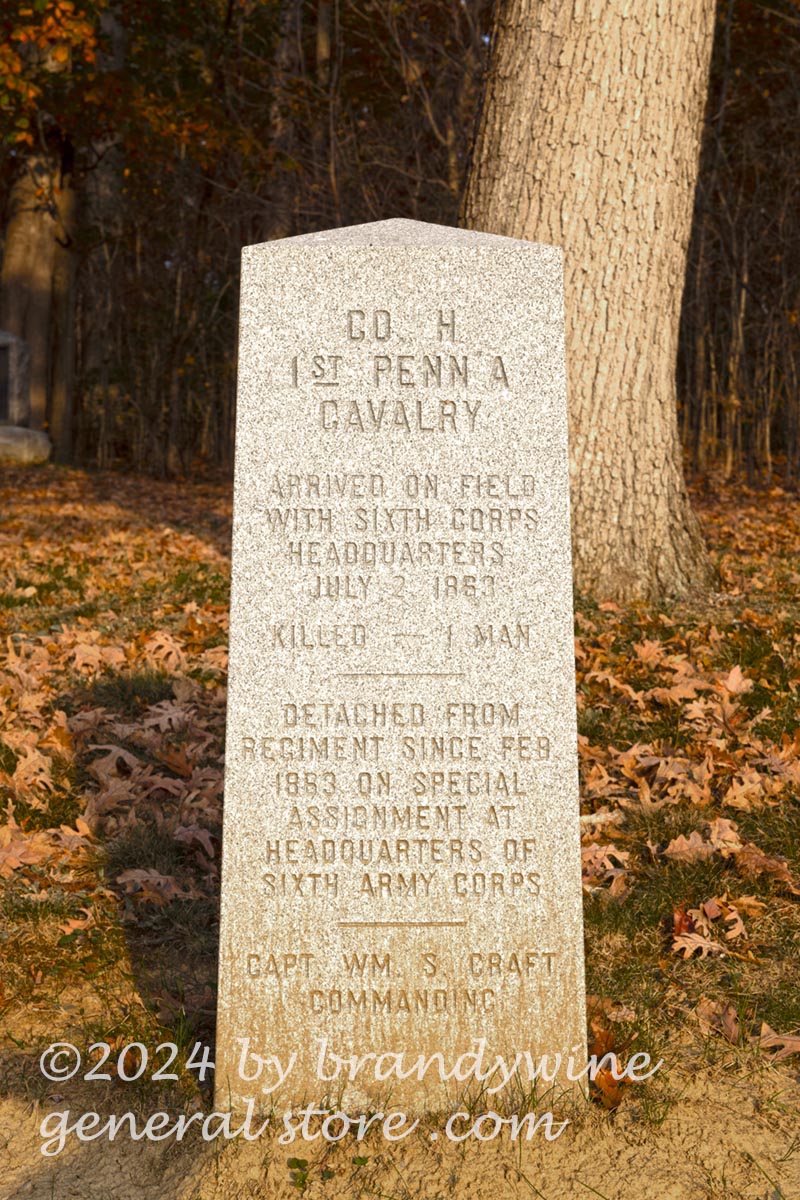 CO. H
1ST PENN'A
CAVALRY
ARRIVED ON FIELD
WITH SIXTH CORPS
HEADQUARTERS
JULY 2 1863
KILLED — 1 MAN
DETACHED FROM
REGIMENT SINCE FEB.
1863 ON SPECIAL
ASSIGNMENT AT
HEADQUARTERS OF
SIXTH ARMY CORPS
CAPT. WM. S. CRAFT
COMMANDING
©2024 by brandywine
general store .com